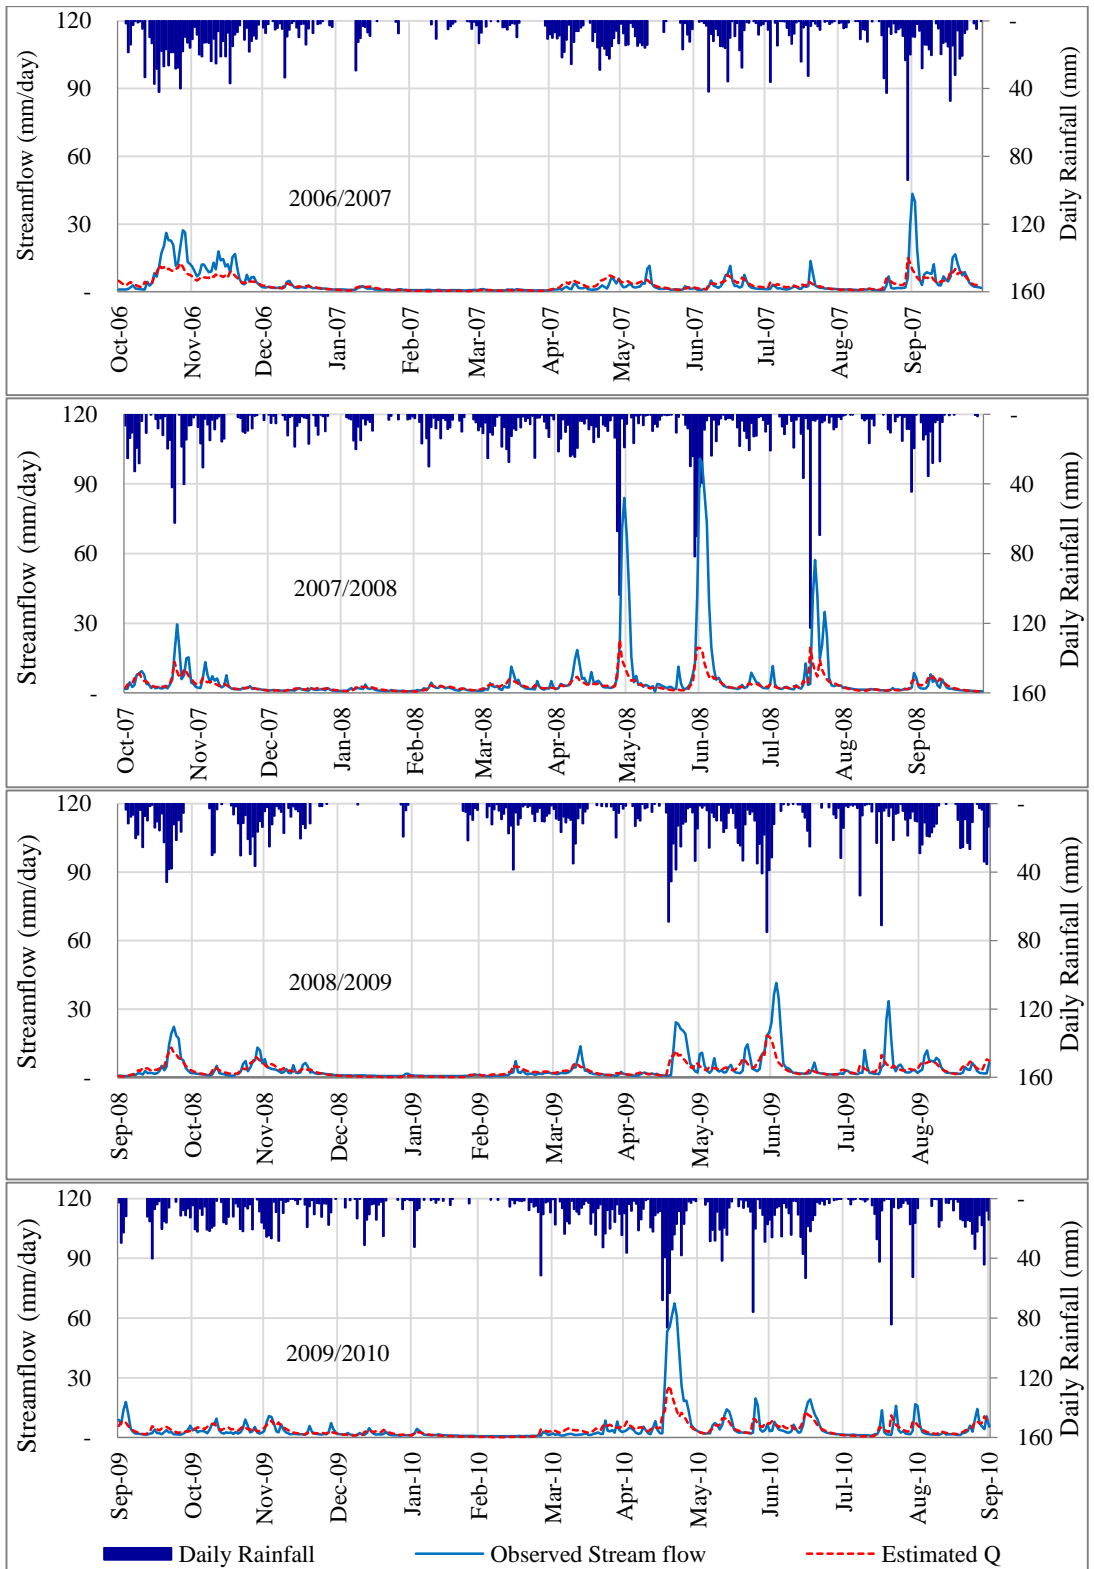 Streamflow (mm/day)
120
90
60
30
-
-
40
80
120
160
Daily Rainfall (mm)
2006/2007
Oct-06
Nov-06
Dec-06
Jan-07
Feb-07
Mar-07
Apr-07
May-07
Jun-07
Jul-07
Aug-07
Sep-07
Streamflow (mm/day)
120
90
60
30
-
-
40
80
120
160
Daily Rainfall (mm)
2007/2008
Oct-07
Nov-07
Dec-07
Jan-08
Feb-08
Mar-08
Apr-08
May-08
Jun-08
Jul-08
Aug-08
Sep-08
Streamflow (mm/day)
120
90
60
30
-
-
40
80
120
160
Daily Rainfall (mm)
2008/2009
Sep-08
Oct-08
Nov-08
Dec-08
Jan-09
Feb-09
Mar-09
Apr-09
May-09
Jun-09
Jul-09
Aug-09
Streamflow (mm/day)
120
90
60
30
-
-
40
80
120
160
Daily Rainfall (mm)
2009/2010
Sep-09
Oct-09
Nov-09
Dec-09
Jan-10
Feb-10
Mar-10
Apr-10
May-10
Jun-10
Jul-10
Aug-10
Sep-10
Daily Rainfall
Observed Stream flow
Estimated Q